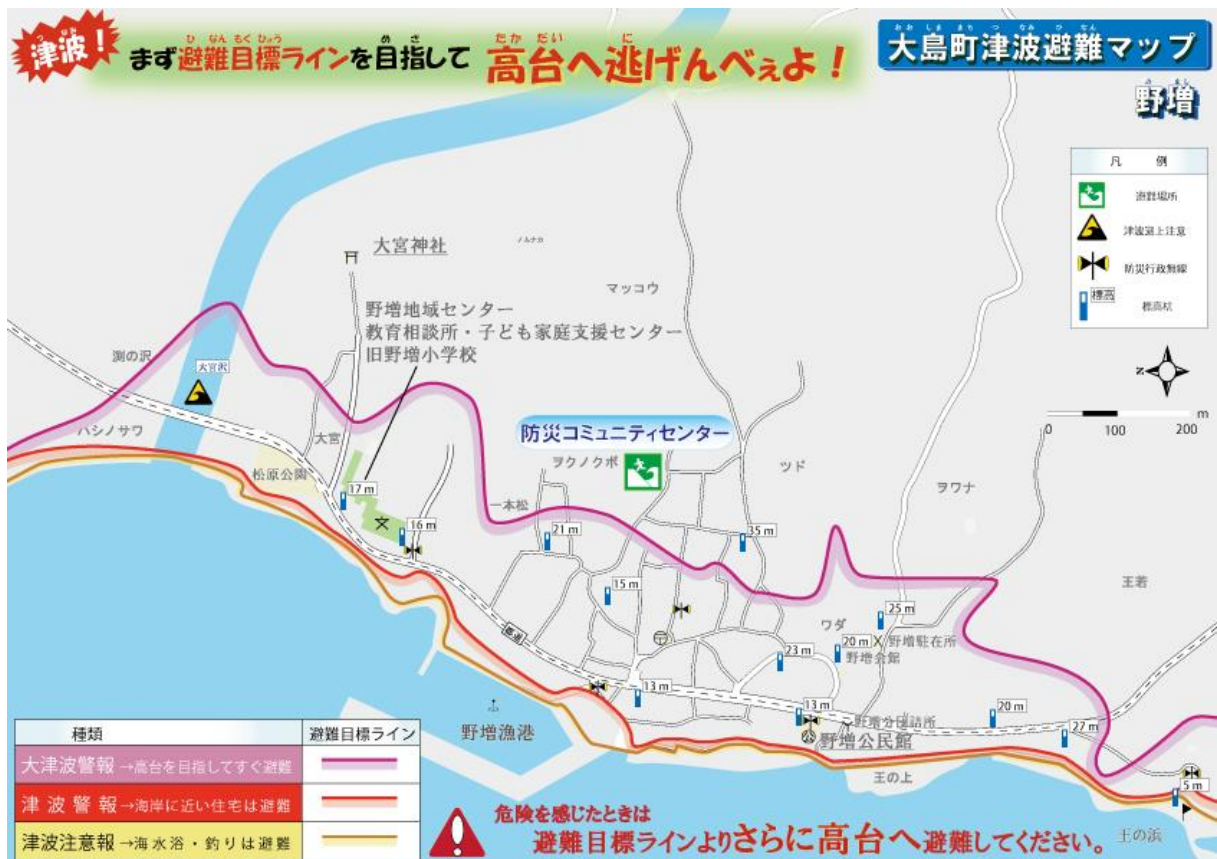 津波！
まず避難目標ラインを目指して 高台へ逃げんべぇよ！
大島町津波避難マップ
野増
凡 例
避難場所
津波遡上注意
防災行政無線
標高
標高杭
N
m
0 100 200
大宮神社
ノルナカ
マッコウ
野増地域センター
教育相談所・子ども家庭支援センター
旧野増小学校
渕の沢
大宮沢
ハシノサワ
大宮
松原公園
防災コミュニティセンター
ヲクノクボ
ツド
ヲワナ
一本松
17 m
16 m
21 m
35 m
王若
15 m
25 m
ワダ
20 m
野増駐在所
野増会館
23 m
都道
13 m
13 m
野増分団詰所
野増公民館
20 m
27 m
野増漁港
王の上
5 m
王の浜
種類 避難目標ライン
大津波警報 →高台を目指してすぐ避難
津波警報 →海岸に近い住宅は避難
津波注意報 →海水浴・釣りは避難
危険を感じたときは
避難目標ラインよりさらに高台へ避難してください。